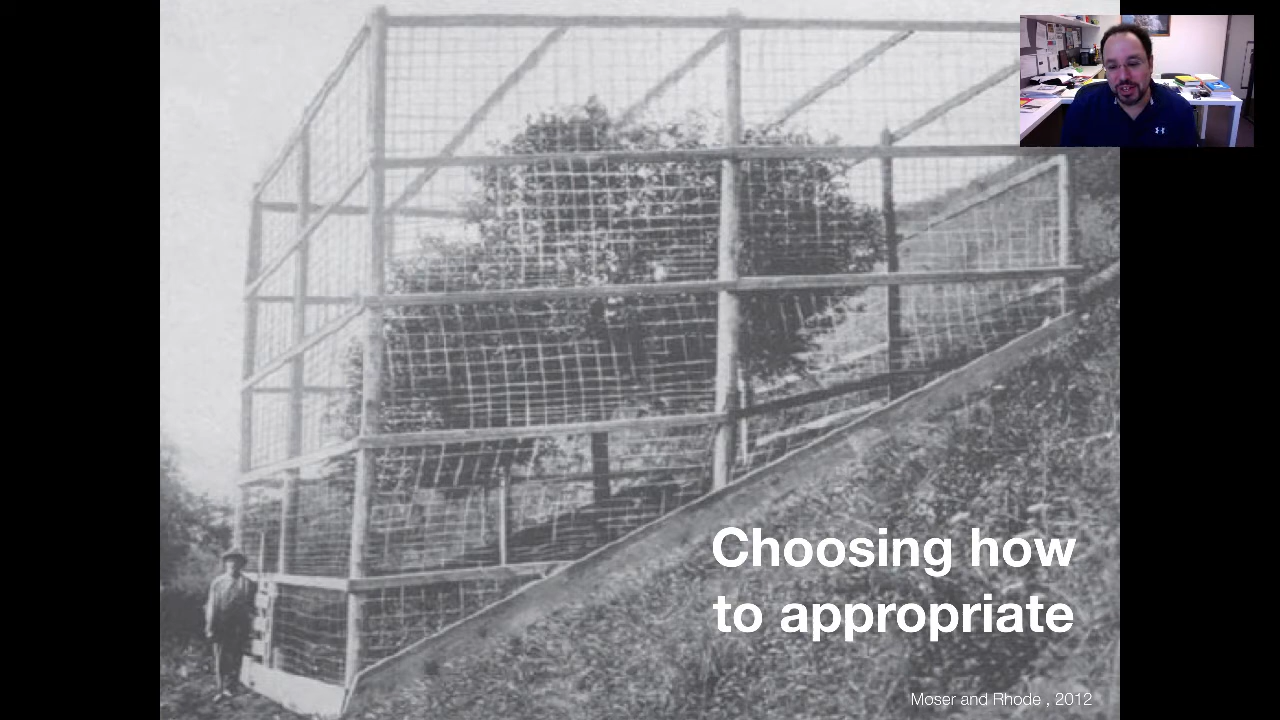 Choosing how
to appropriate
Moser and Rhode , 2012